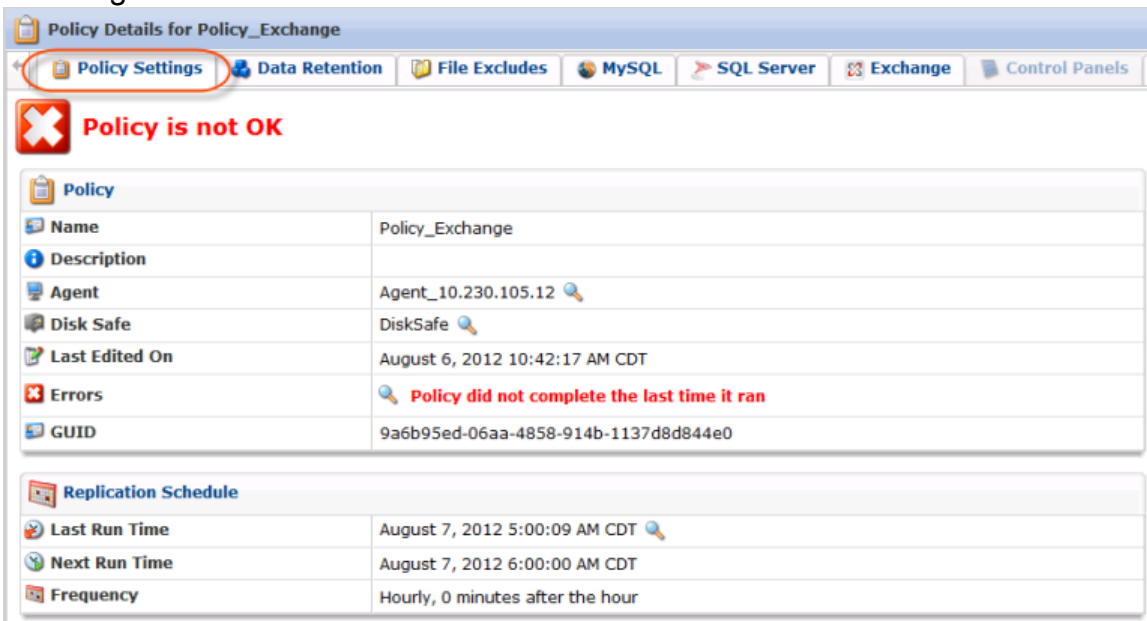 Policy Details for Policy_Exchange
Policy Settings Data Retention File Excludes MySQL SQL Server Exchange Control Panels
Policy is not OK
Policy
Name Policy_Exchange
Description
Agent Agent_10.230.105.12
Disk Safe DiskSafe
Last Edited On August 6, 2012 10:42:17 AM CDT
Errors Policy did not complete the last time it ran
GUID 9a6b95ed-06aa-4858-914b-1137d8d844e0
Replication Schedule
Last Run Time August 7, 2012 5:00:09 AM CDT
Next Run Time August 7, 2012 6:00:00 AM CDT
Frequency Hourly, 0 minutes after the hour